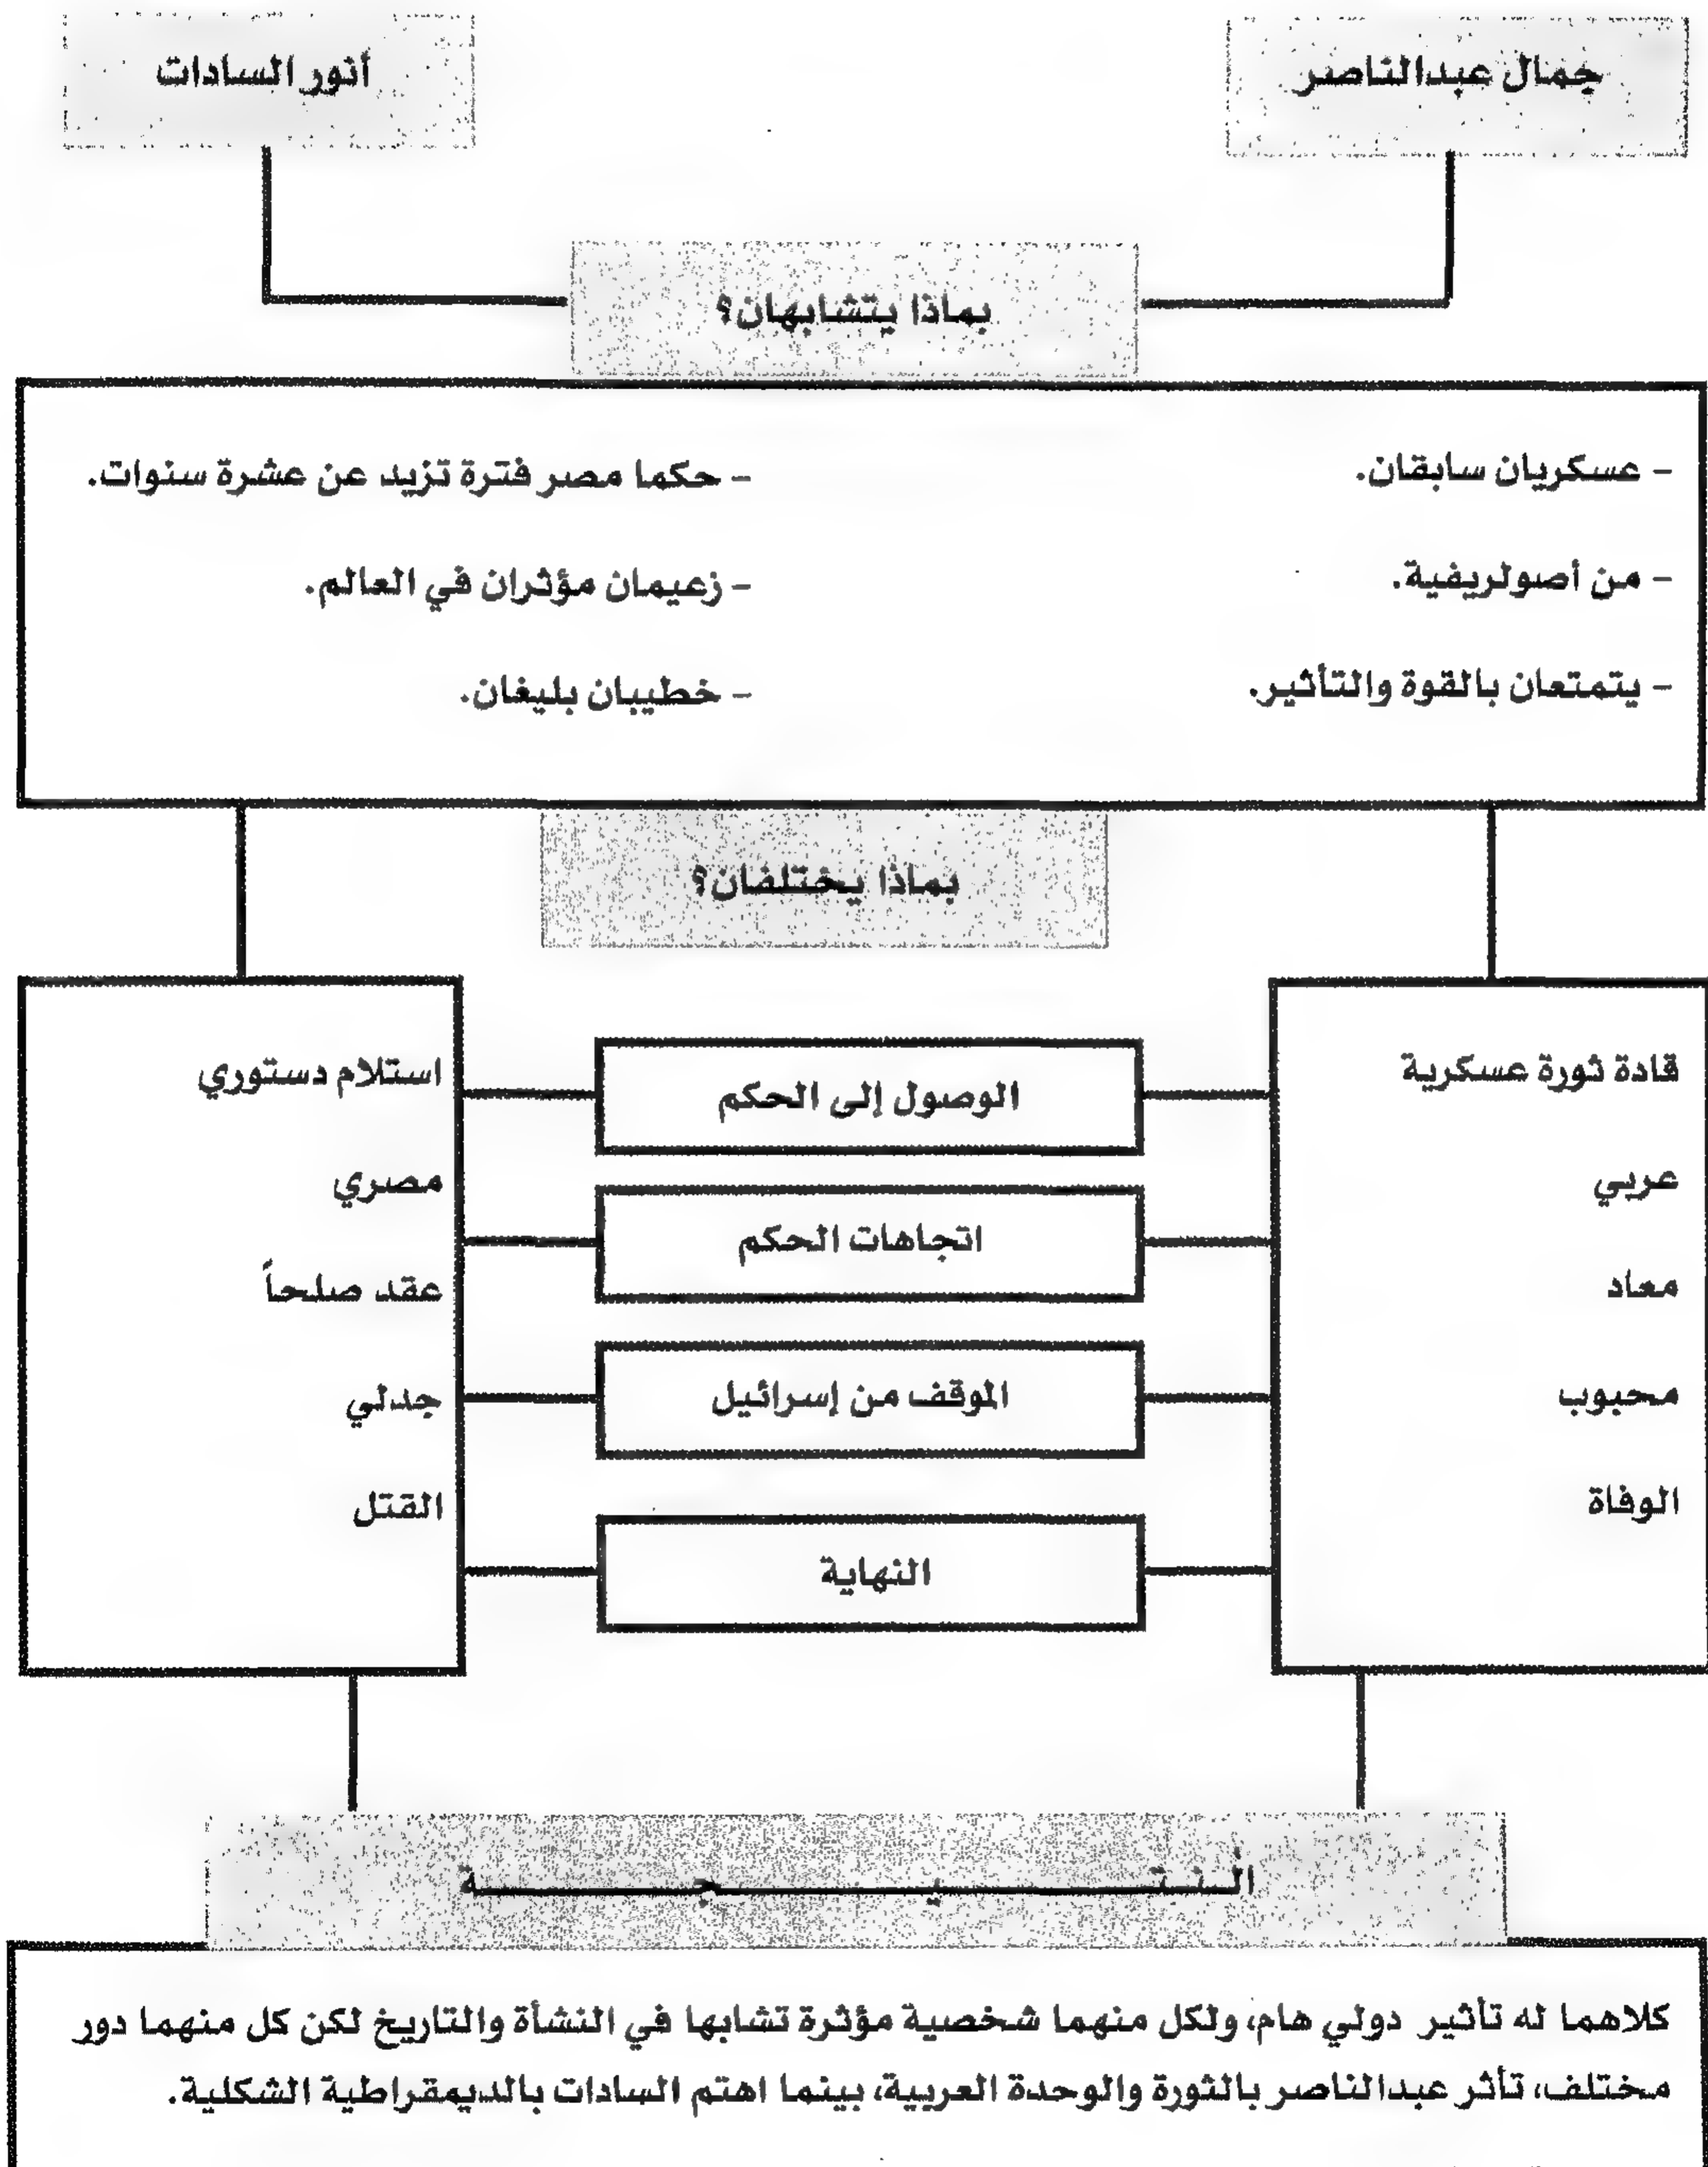 جمال عبدالناصر
أنور السادات
بماذا يتشابهان؟
- عسكريان سابقان.
- حكما مصر فترة تزيد عن عشرة سنوات.
- من أصولريفية.
- زعيمان مؤثران في العالم.
- يتمتعان بالقوة والتأثير.
- خطيبان بليغان.
بماذا يختلفان؟
قادة ثورة عسكرية
الوصول إلى الحكم
استلام دستوري
عربي
اتجاهات الحكم
مصري
معاد
الموقف من إسرائيل
عقد صلحاً
محبوب
جدلي
الوفاة
النهاية
القتل
النتـــيـــجـــة
كلاهما له تأثير دولي هام، ولكل منهما شخصية مؤثرة تشابها في النشأة والتاريخ لكن كل منهما دور
مختلف، تأثر عبدالناصر بالثورة والوحدة العربية، بينما اهتم السادات بالديمقراطية الشكلية.